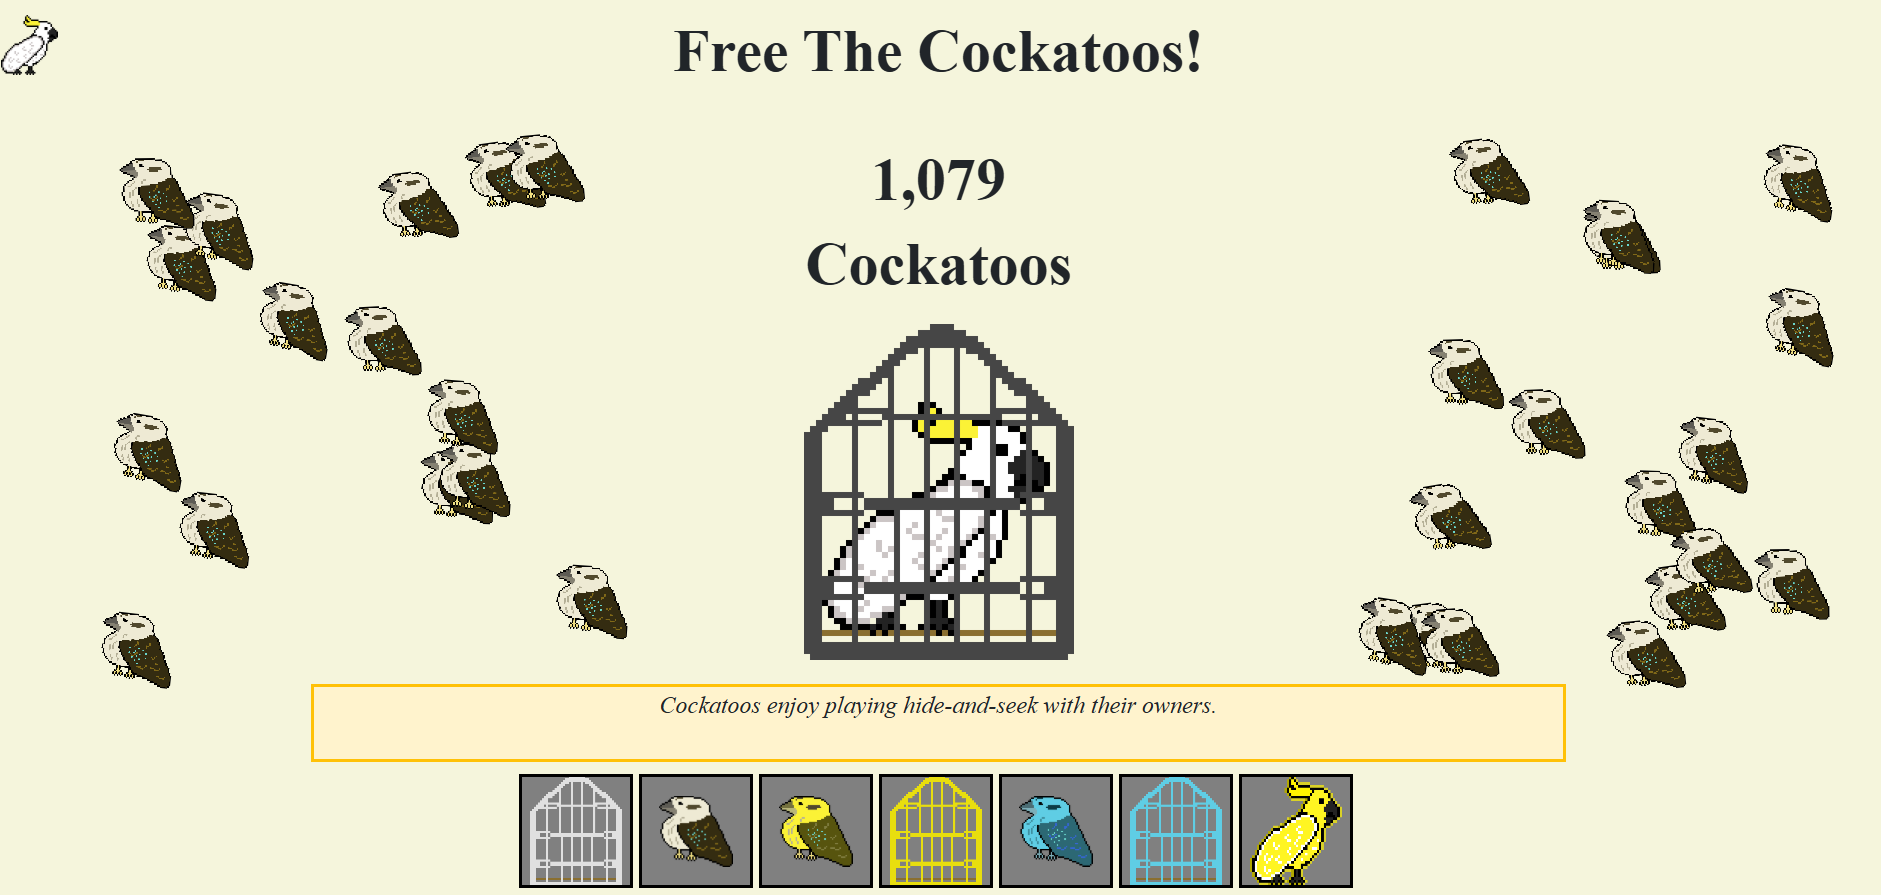 Free The Cockatoos!
1,079
Cockatoos
Cockatoos enjoy playing hide-and-seek with their owners.